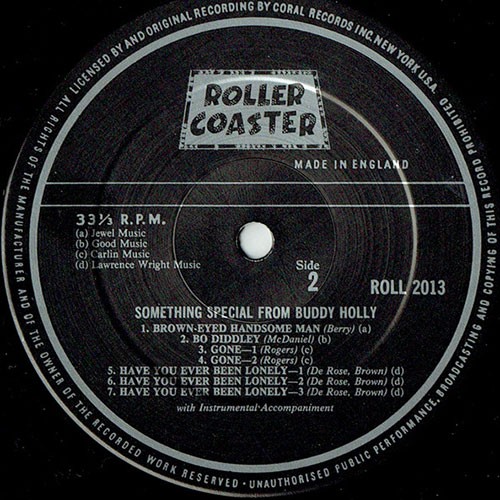 ALL RIGHTS OF THE MANUFACTURER AND OF THE OWNER OF THE RECORDED WORK RESERVED · UNAUTHORISED PUBLIC PERFORMANCE, BROADCASTING AND COPYING OF THIS RECORD PROHIBITED
LICENSED BY AND ORIGINAL RECORDING BY CORAL RECORDS INC. NEW YORK U.S.A.
ROLLER
COASTER
MADE IN ENGLAND
33⅓ R.P.M.
(a) Jewel Music
(b) Good Music
(c) Carlin Music
(d) Lawrence Wright Music
Side
2
ROLL 2013
SOMETHING SPECIAL FROM BUDDY HOLLY
1. BROWN-EYED HANDSOME MAN (Berry) (a)
2. BO DIDDLEY (McDaniel) (b)
3. GONE—1 (Rogers) (c)
4. GONE—2 (Rogers) (c)
5. HAVE YOU EVER BEEN LONELY—1 (De Rose, Brown) (d)
6. HAVE YOU EVER BEEN LONELY—2 (De Rose, Brown) (d)
7. HAVE YOU EVER BEEN LONELY—3 (De Rose, Brown) (d)
with Instrumental Accompaniment